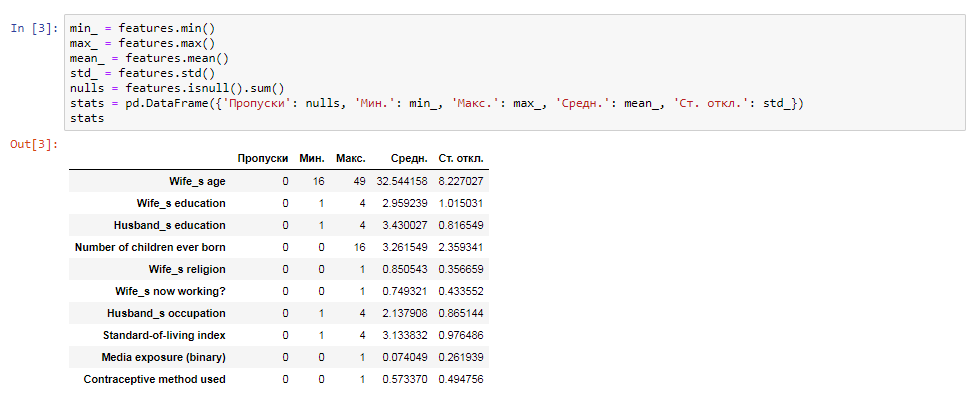 In [3]: min_ = features.min()
max_ = features.max()
mean_ = features.mean()
std_ = features.std()
nulls = features.isnull().sum()
stats = pd.DataFrame({'Пропуски': nulls, 'Мин.': min_, 'Макс.': max_, 'Средн.': mean_, 'Ст. откл.': std_})
stats
Out[3]:
Пропуски Мин. Макс. Средн. Ст. откл.
Wife_s age 0 16 49 32.544158 8.227027
Wife_s education 0 1 4 2.959239 1.015031
Husband_s education 0 1 4 3.430027 0.816549
Number of children ever born 0 0 16 3.261549 2.359341
Wife_s religion 0 0 1 0.850543 0.356659
Wife_s now working? 0 0 1 0.749321 0.433552
Husband_s occupation 0 1 4 2.137908 0.865144
Standard-of-living index 0 1 4 3.133832 0.976486
Media exposure (binary) 0 0 1 0.074049 0.261939
Contraceptive method used 0 0 1 0.573370 0.494756